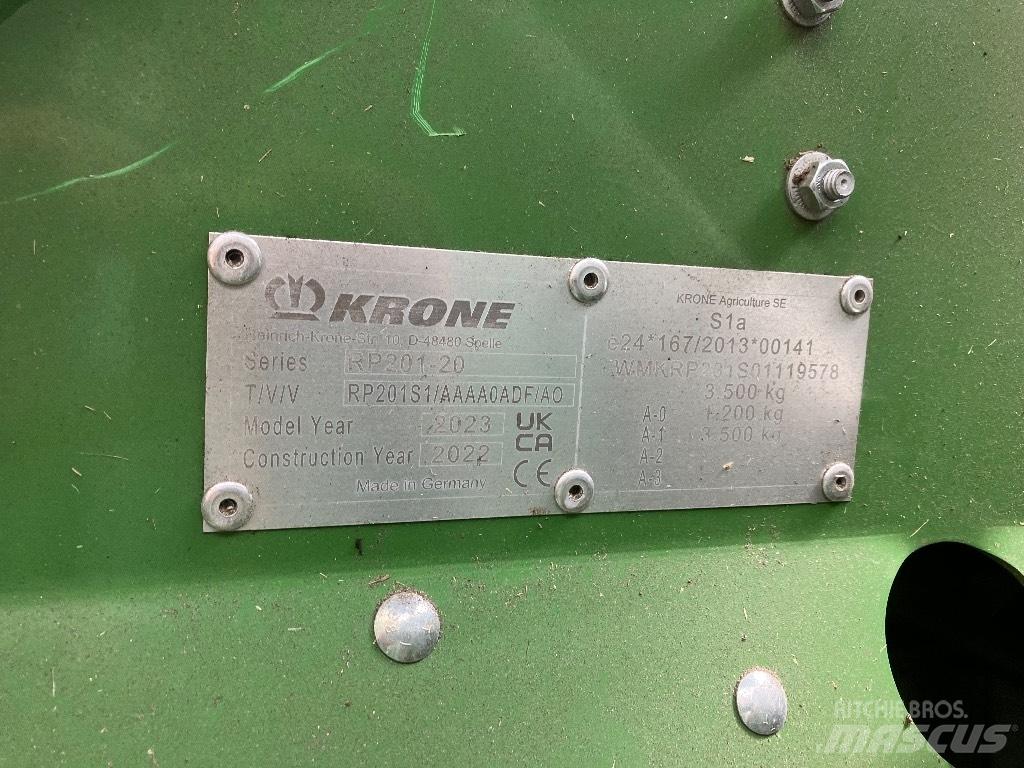 KRONE
Heinrich-Krone-Str. 10, D-48480 Spelle
Series RP201-20
T/V/V RP201S1/AAAA0ADF/AO
Model Year 2023
Construction Year 2022
UK
CA
CE
Made in Germany
KRONE Agriculture SE
S1a
e24*167/2013*00141
WMKRP201S01119578
3.500 kg
A-0 1.200 kg
A-1 3.500 kg
A-2
A-3
RITCHIE BROS.
MASCUS